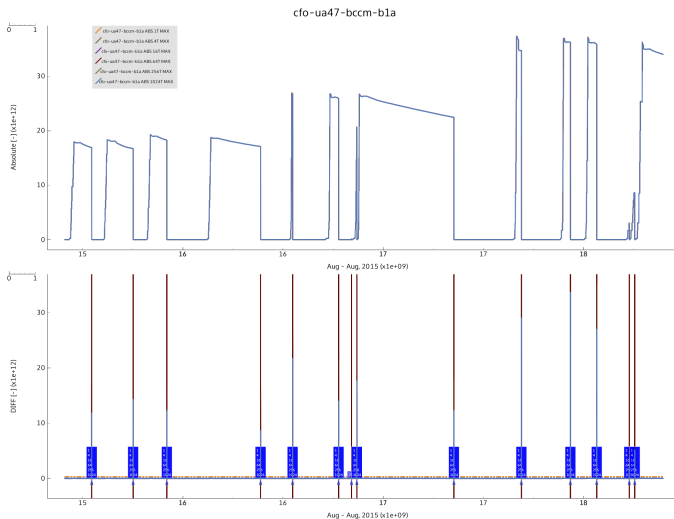 cfo-ua47-bccm-b1a
0 1
cfo-ua47-bccm-b1a ABS 1T MAX
cfo-ua47-bccm-b1a ABS 4T MAX
cfo-ua47-bccm-b1a ABS 16T MAX
cfo-ua47-bccm-b1a ABS 64T MAX
cfo-ua47-bccm-b1a ABS 256T MAX
cfo-ua47-bccm-b1a ABS 1024T MAX
Absolute [-] (x1e+12)
30
20
10
0
15 16 16 17 17 18
Aug - Aug, 2015 (x1e+09)
0 1
DIFF [-] (x1e+12)
30
20
10
0
15 16 16 17 17 18
Aug - Aug, 2015 (x1e+09)